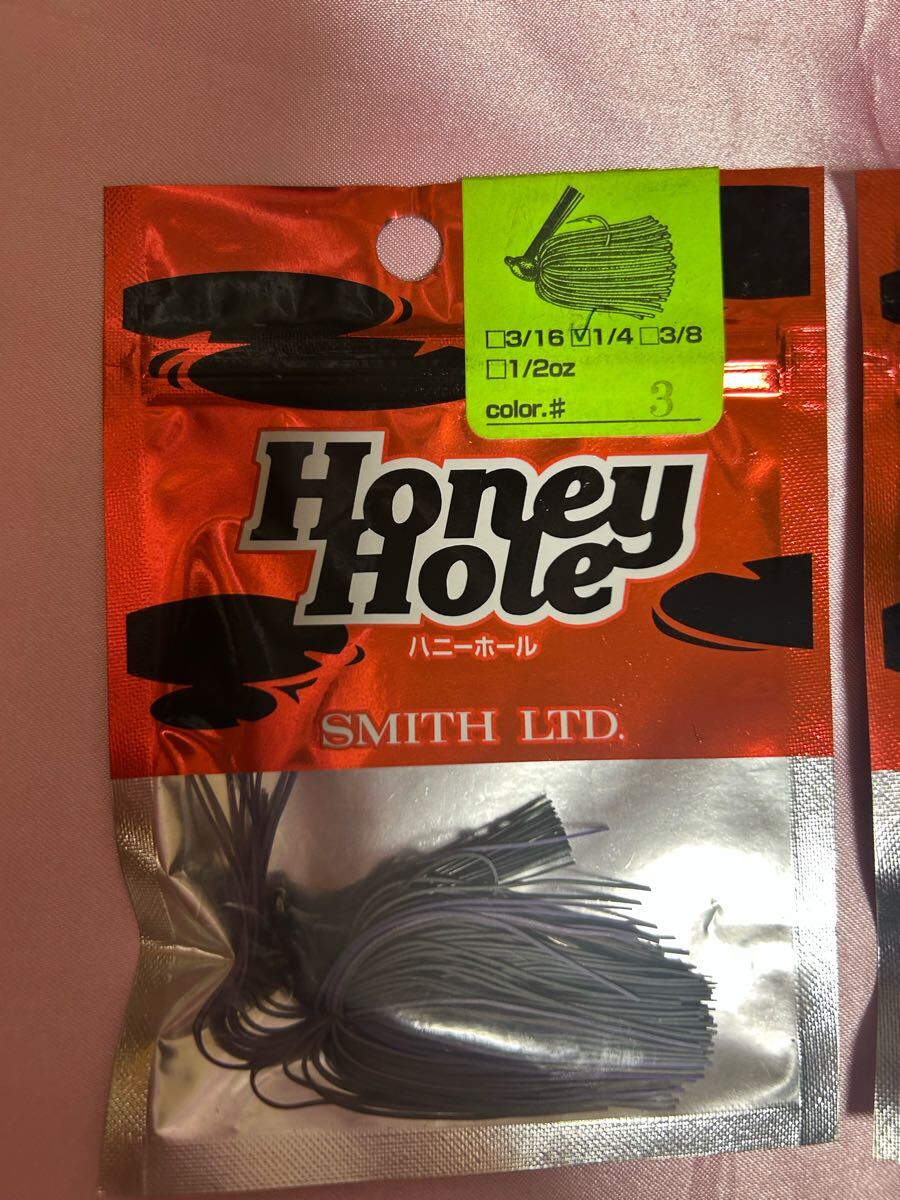 □3/16 ☑1/4 □3/8
□1/2oz
color.# 3
Honey
Hole
ハニーホール
SMITH LTD.